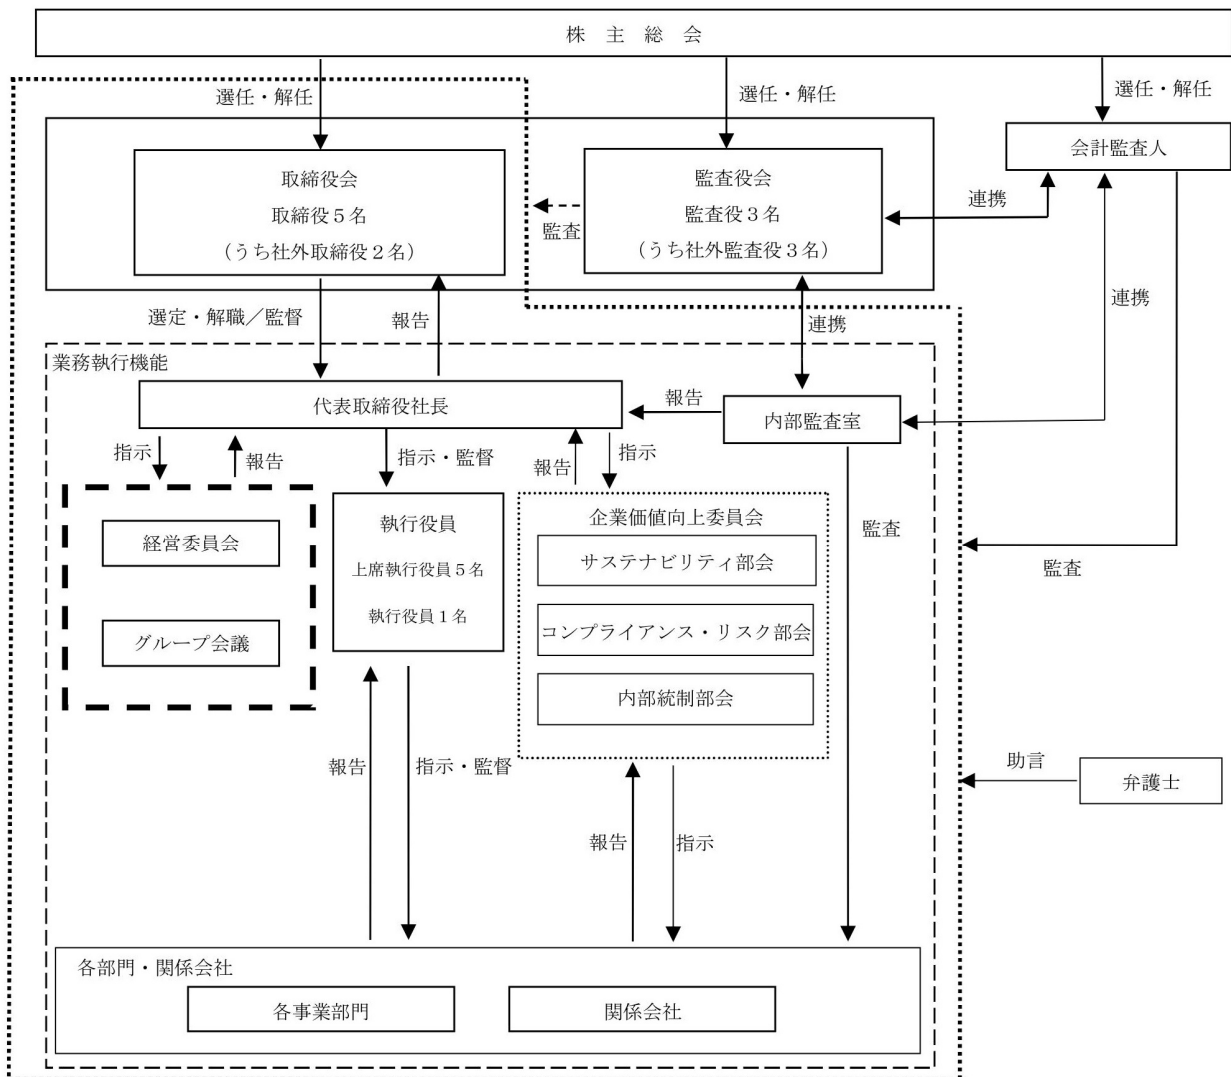 株主総会
選任・解任
選任・解任
選任・解任
会計監査人
取締役会
取締役5名
(うち社外取締役2名)
監査
監査役会
監査役3名
(うち社外監査役3名)
連携
連携
選定・解職／監督
報告
連携
業務執行機能
代表取締役社長
報告
内部監査室
指示
報告
指示・監督
報告
指示
経営委員会
グループ会議
執行役員
上席執行役員5名
執行役員1名
企業価値向上委員会
サステナビリティ部会
コンプライアンス・リスク部会
内部統制部会
監査
監査
報告
指示・監督
報告
指示
助言
弁護士
各部門・関係会社
各事業部門
関係会社